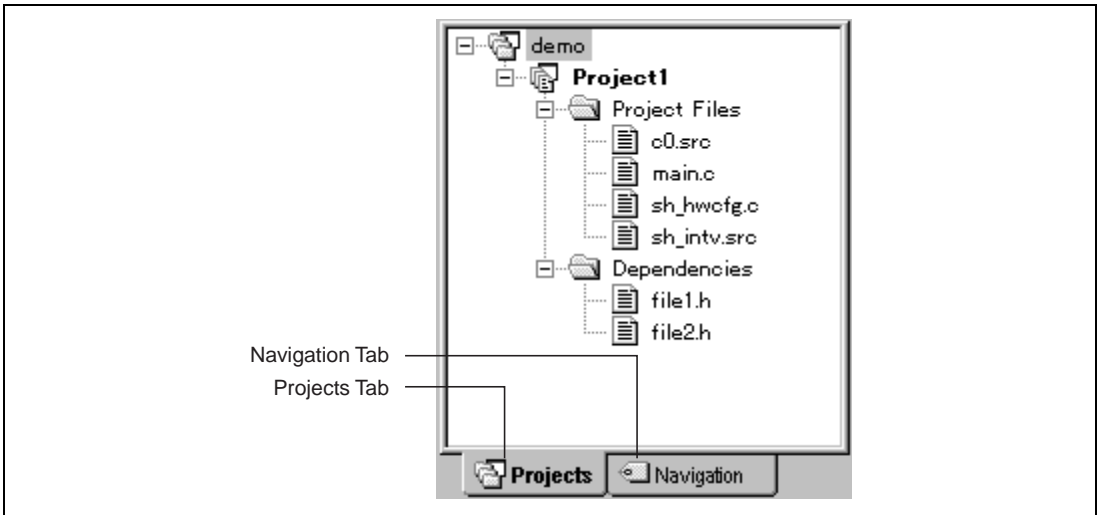 demo
Project1
Project Files
c0.src
main.c
sh_hwcfg.c
sh_intv.src
Dependencies
file1.h
file2.h
Navigation Tab
Projects Tab
Projects
Navigation